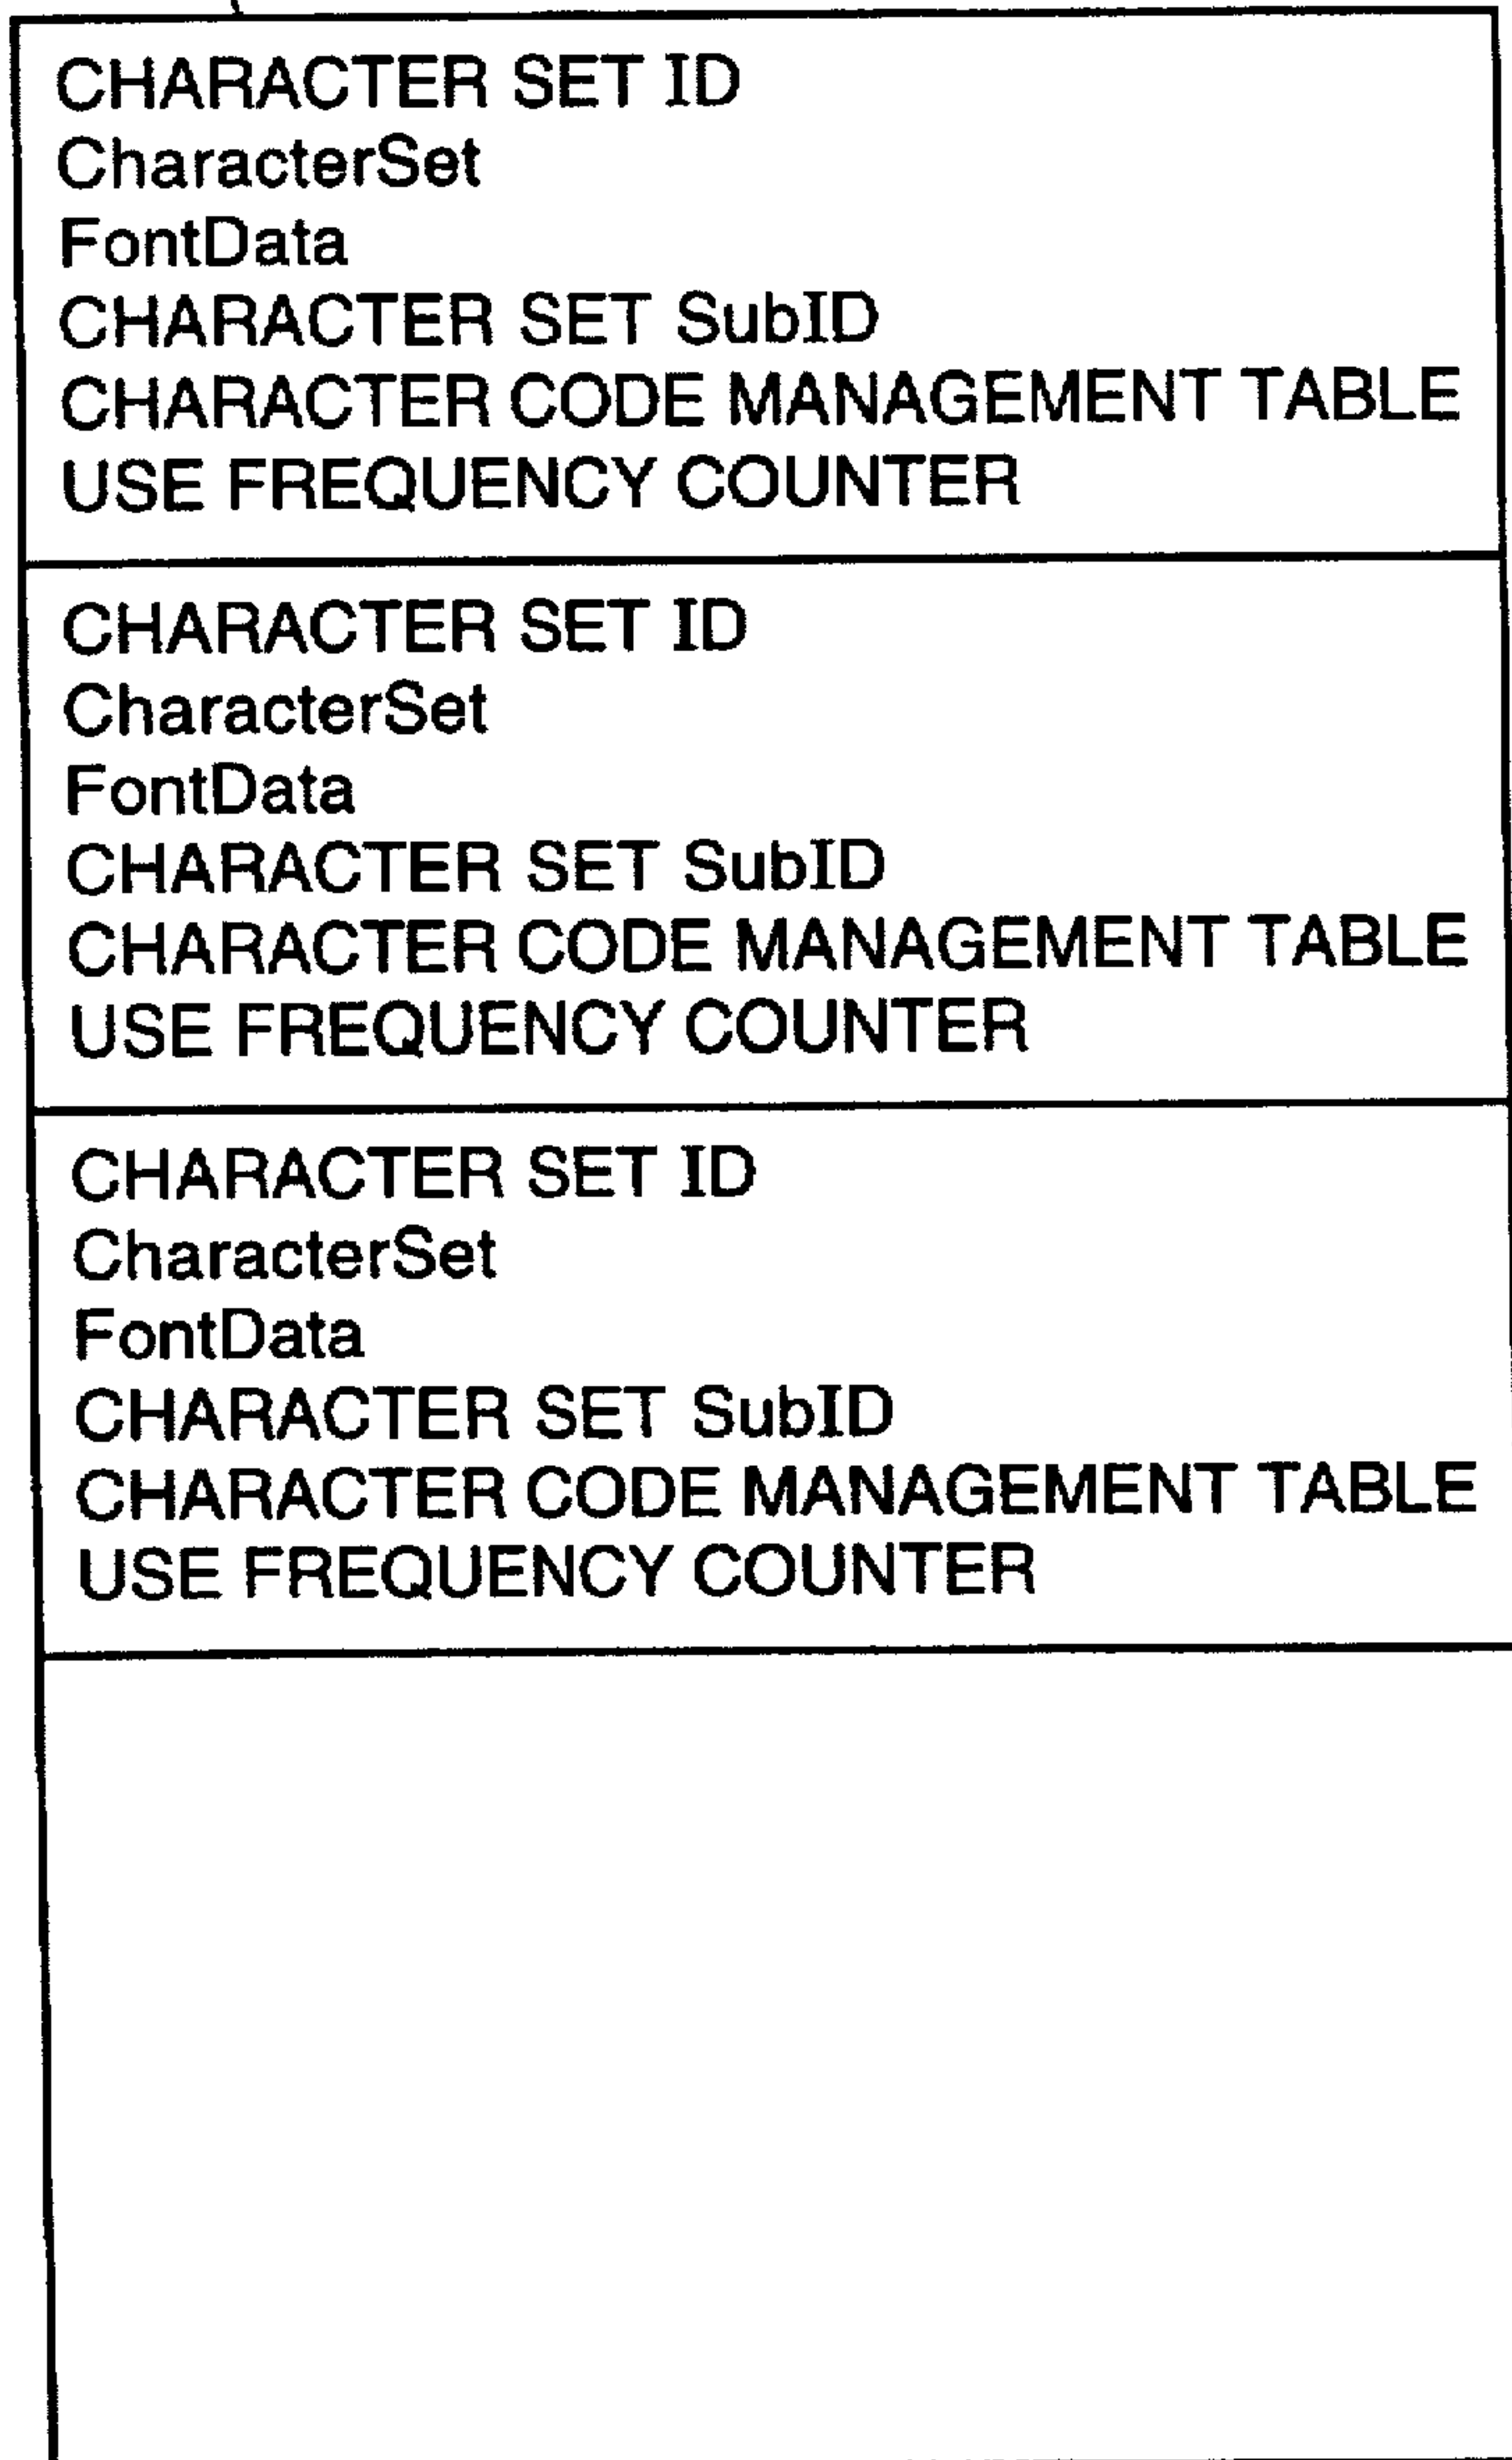 CHARACTER SET ID
CharacterSet
FontData
CHARACTER SET SubID
CHARACTER CODE MANAGEMENT TABLE
USE FREQUENCY COUNTER
CHARACTER SET ID
CharacterSet
FontData
CHARACTER SET SubID
CHARACTER CODE MANAGEMENT TABLE
USE FREQUENCY COUNTER
CHARACTER SET ID
CharacterSet
FontData
CHARACTER SET SubID
CHARACTER CODE MANAGEMENT TABLE
USE FREQUENCY COUNTER